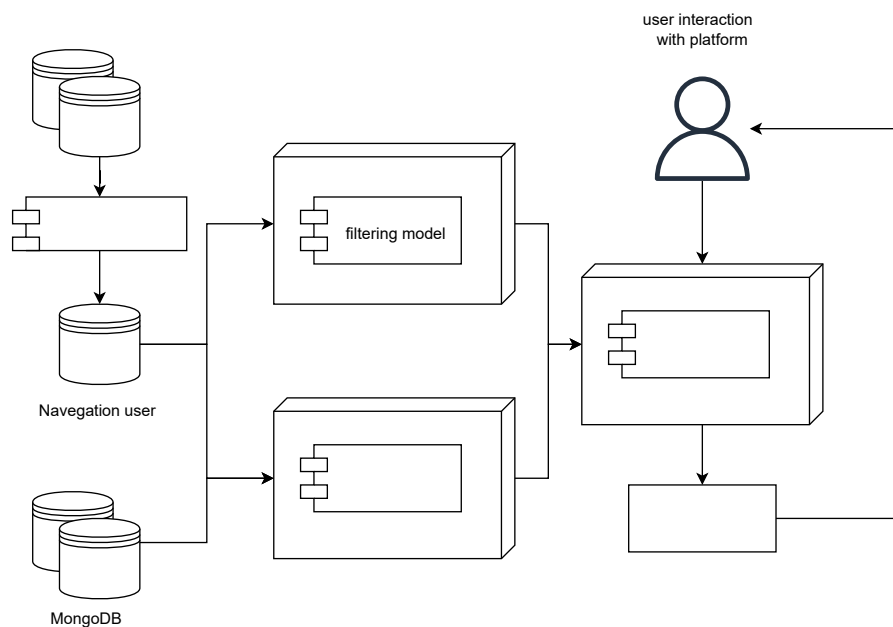 user interaction
with platform
filtering model
Navegation user
MongoDB